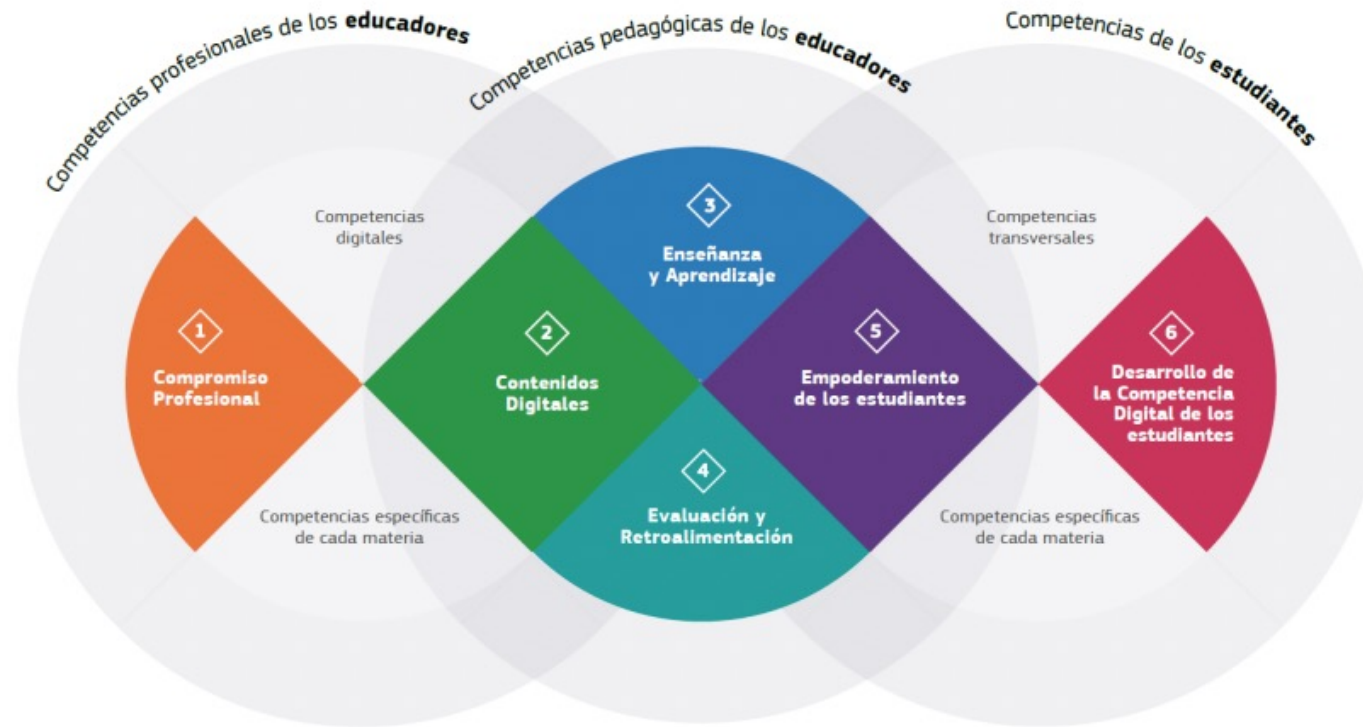 Competencias profesionales de los educadores
Competencias pedagógicas de los educadores
Competencias de los estudiantes
Competencias
digitales
Competencias
transversales
1
Compromiso
Profesional
2
Contenidos
Digitales
3
Enseñanza
y Aprendizaje
4
Evaluación y
Retroalimentación
5
Empoderamiento
de los estudiantes
6
Desarrollo de
la Competencia
Digital de los
estudiantes
Competencias específicas
de cada materia
Competencias específicas
de cada materia